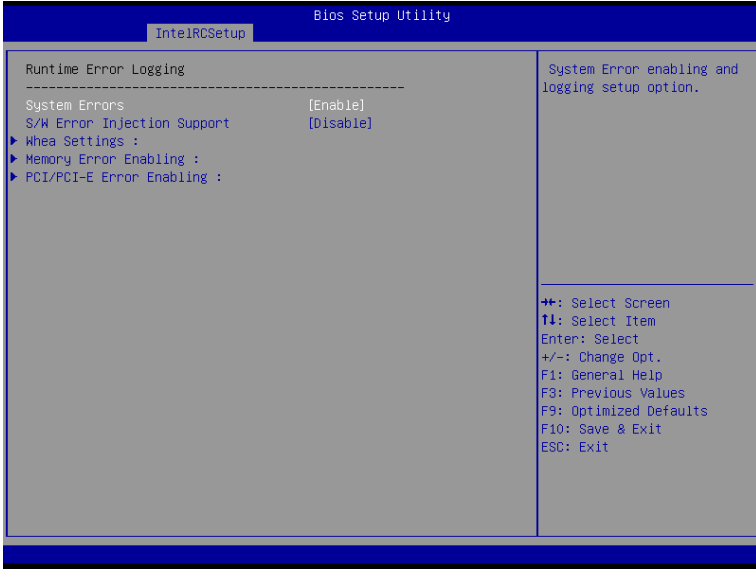 Bios Setup Utility
IntelRCSetup
Runtime Error Logging
--------------------------------------------------
System Errors [Enable]
S/W Error Injection Support [Disable]
Whea Settings :
Memory Error Enabling :
PCI/PCI-E Error Enabling :
System Error enabling and
logging setup option.
→←: Select Screen
↑↓: Select Item
Enter: Select
+/-: Change Opt.
F1: General Help
F3: Previous Values
F9: Optimized Defaults
F10: Save & Exit
ESC: Exit